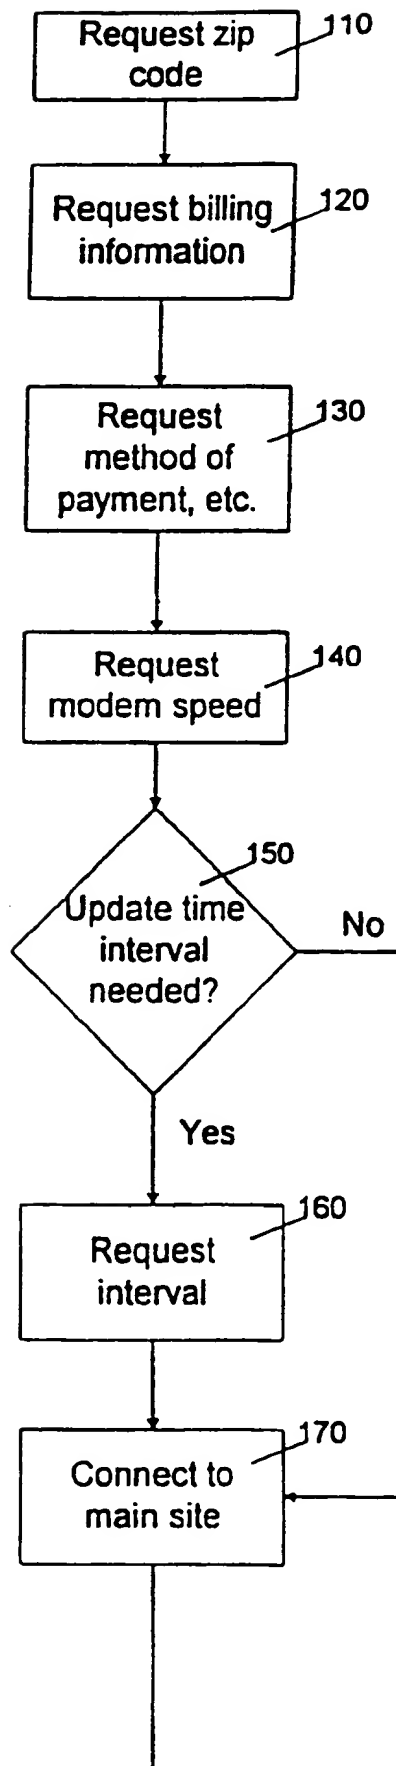 Request zip
code
110
Request billing
information
120
Request
method of
payment, etc.
130
Request
modem speed
140
Update time
interval
needed?
150
No
Yes
Request
interval
160
Connect to
main site
170